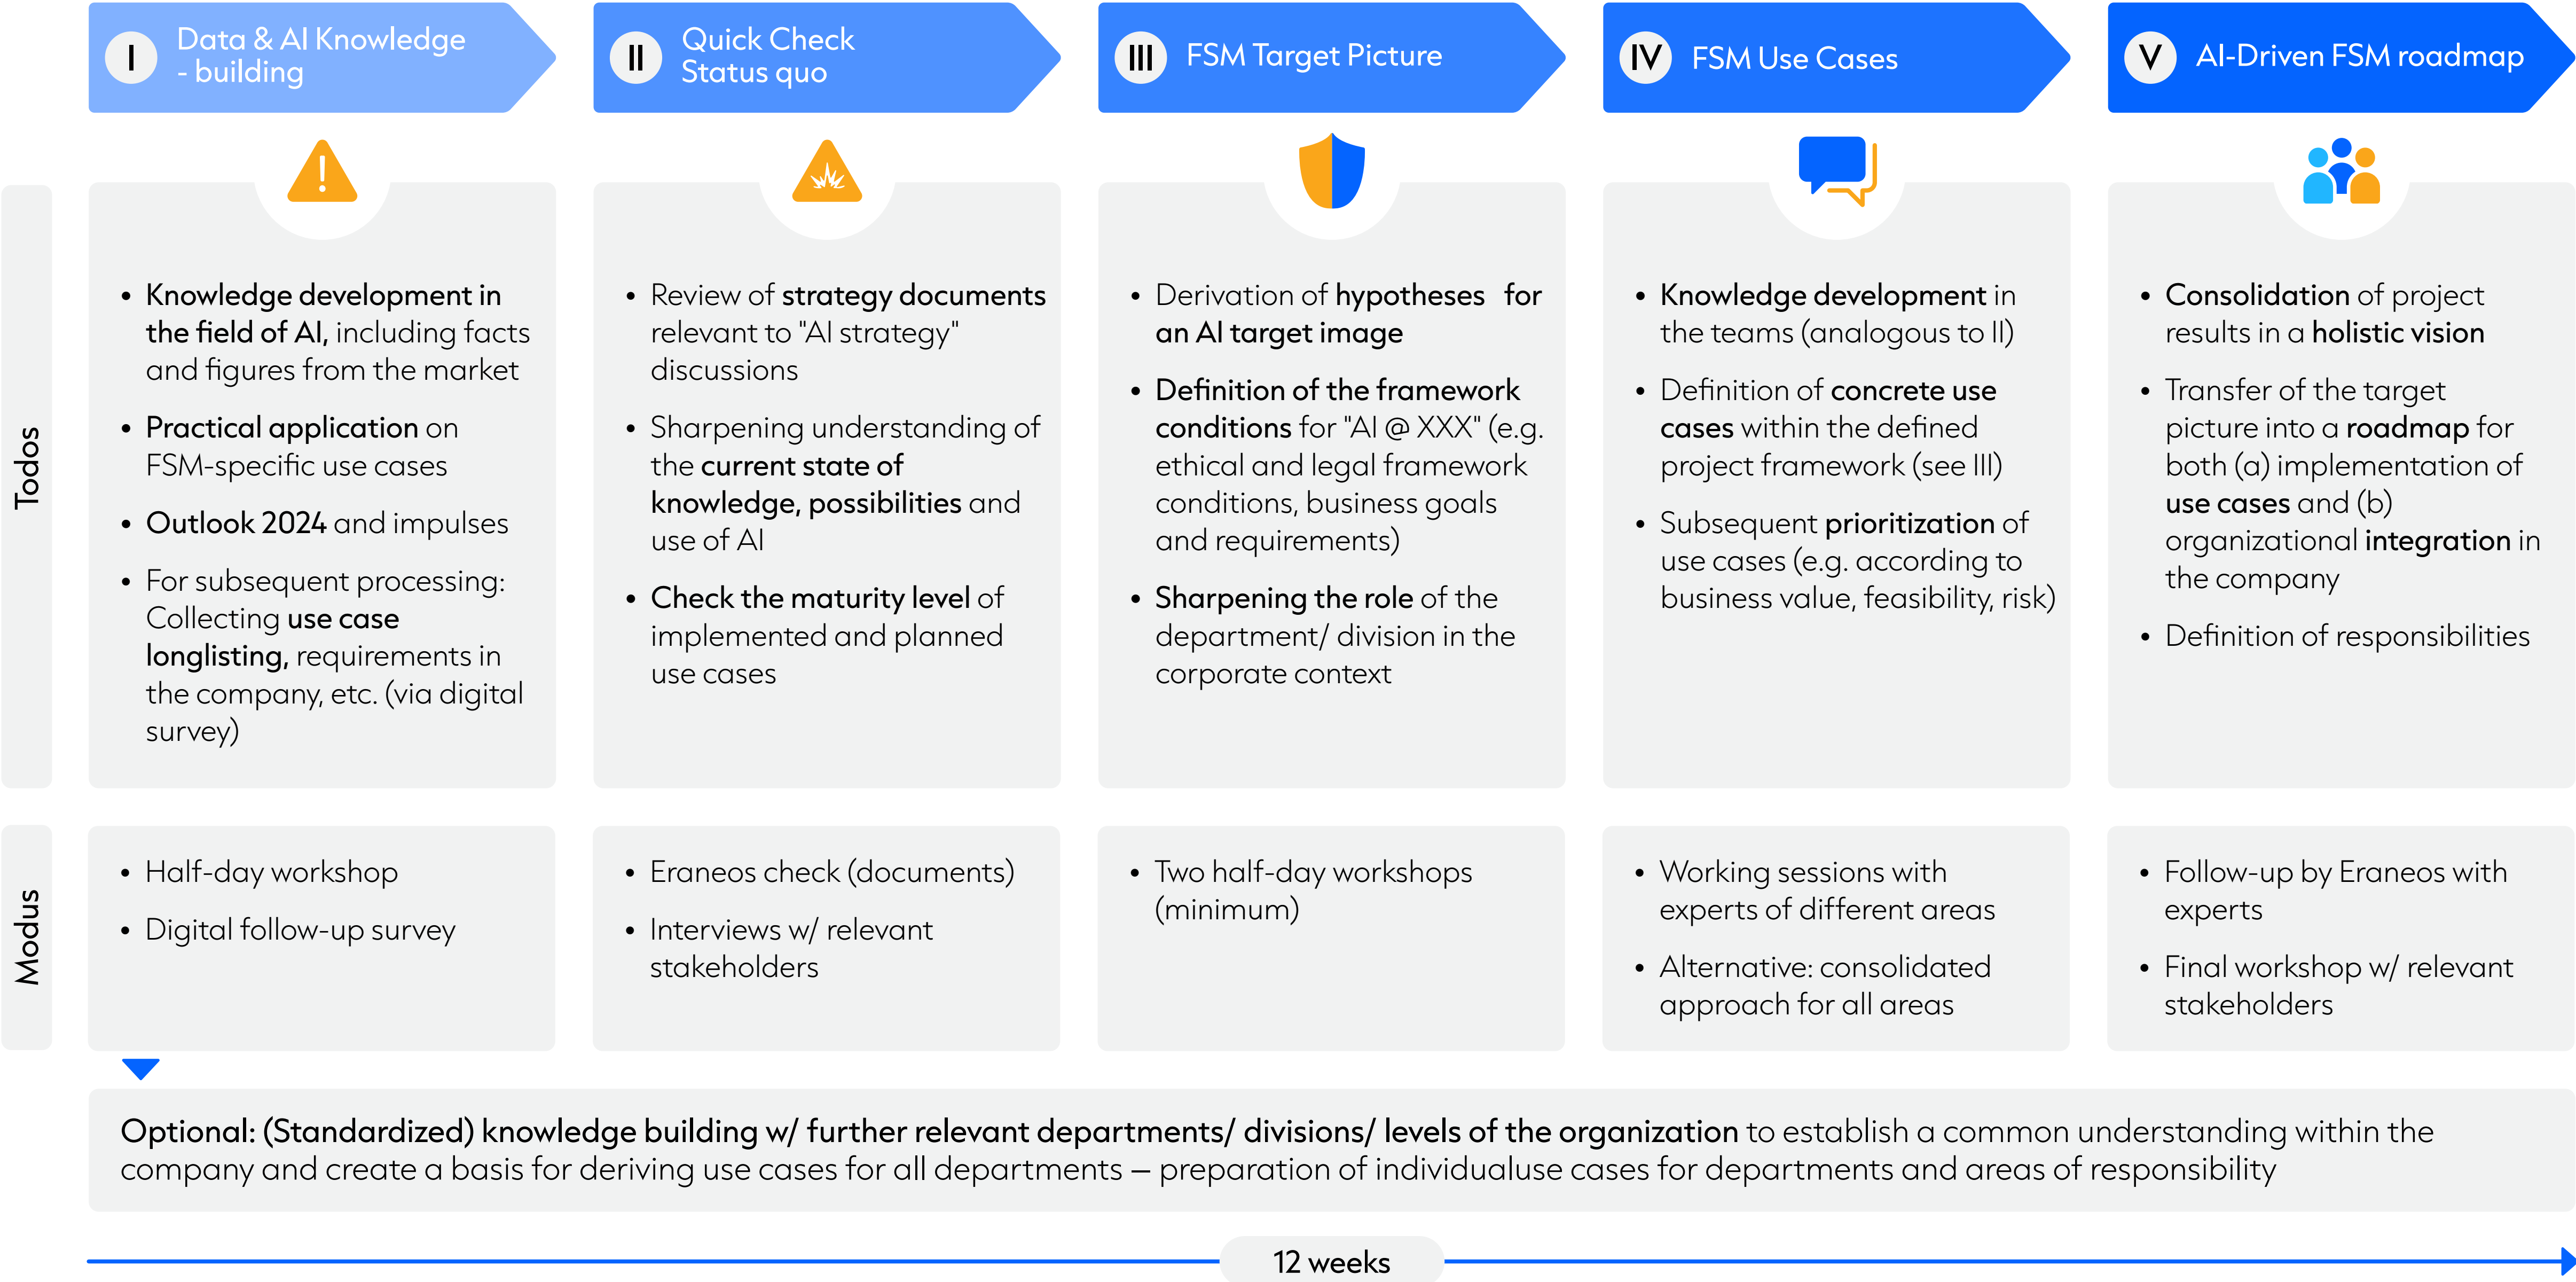 I
Data & AI Knowledge
- building
II
Quick Check
Status quo
III
FSM Target Picture
IV
FSM Use Cases
V
AI-Driven FSM roadmap
Todos
• Knowledge development in
the field of AI, including facts
and figures from the market
• Practical application on
FSM-specific use cases
• Outlook 2024 and impulses
• For subsequent processing:
Collecting use case
longlisting, requirements in
the company, etc. (via digital
survey)
• Review of strategy documents
relevant to "AI strategy"
discussions
• Sharpening understanding of
the current state of
knowledge, possibilities and
use of AI
• Check the maturity level of
implemented and planned
use cases
• Derivation of hypotheses for
an AI target image
• Definition of the framework
conditions for "AI @ XXX" (e.g.
ethical and legal framework
conditions, business goals
and requirements)
• Sharpening the role of the
department/ division in the
corporate context
• Knowledge development in
the teams (analogous to II)
• Definition of concrete use
cases within the defined
project framework (see III)
• Subsequent prioritization of
use cases (e.g. according to
business value, feasibility, risk)
• Consolidation of project
results in a holistic vision
• Transfer of the target
picture into a roadmap for
both (a) implementation of
use cases and (b)
organizational integration in
the company
• Definition of responsibilities
Modus
• Half-day workshop
• Digital follow-up survey
• Eraneos check (documents)
• Interviews w/ relevant
stakeholders
• Two half-day workshops
(minimum)
• Working sessions with
experts of different areas
• Alternative: consolidated
approach for all areas
• Follow-up by Eraneos with
experts
• Final workshop w/ relevant
stakeholders
Optional: (Standardized) knowledge building w/ further relevant departments/ divisions/ levels of the organization to establish a common understanding within the
company and create a basis for deriving use cases for all departments – preparation of individualuse cases for departments and areas of responsibility
12 weeks